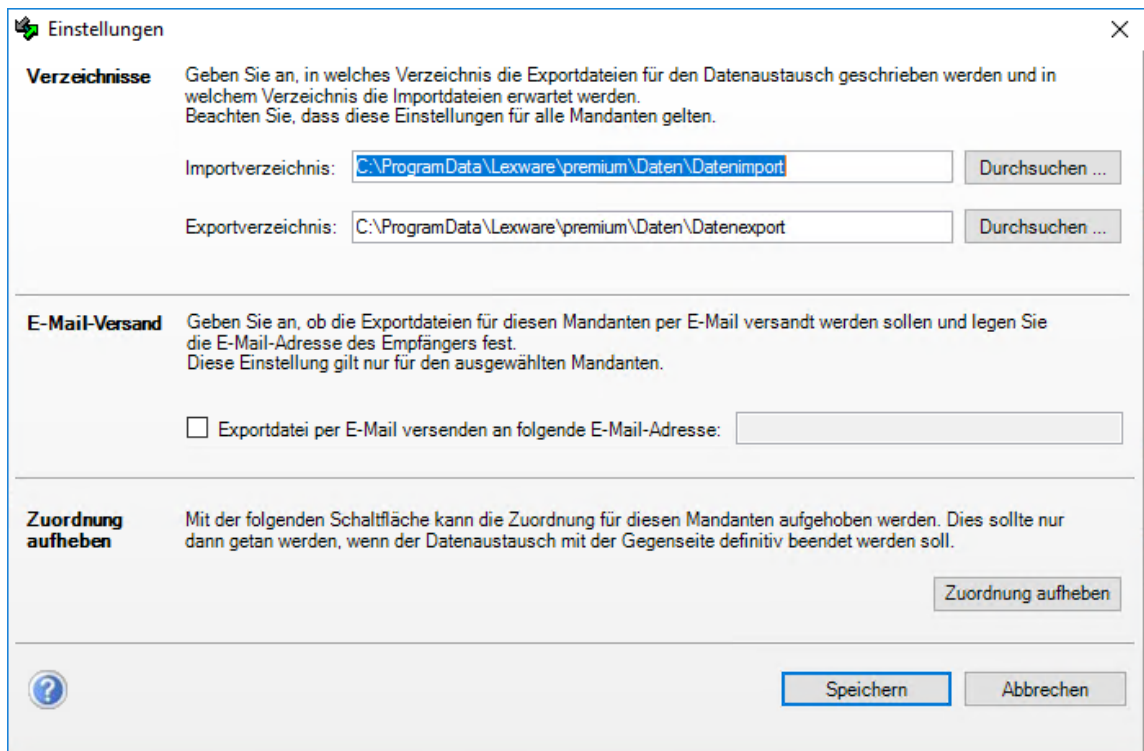 Einstellungen
Verzeichnisse
Geben Sie an, in welches Verzeichnis die Exportdateien für den Datenaustausch geschrieben werden und in
welchem Verzeichnis die Importdateien erwartet werden.
Beachten Sie, dass diese Einstellungen für alle Mandanten gelten.
Importverzeichnis: C:\ProgramData\Lexware\premium\Daten\Datenimport Durchsuchen ...
Exportverzeichnis: C:\ProgramData\Lexware\premium\Daten\Datenexport Durchsuchen ...
E-Mail-Versand
Geben Sie an, ob die Exportdateien für diesen Mandanten per E-Mail versandt werden sollen und legen Sie
die E-Mail-Adresse des Empfängers fest.
Diese Einstellung gilt nur für den ausgewählten Mandanten.
Exportdatei per E-Mail versenden an folgende E-Mail-Adresse:
Zuordnung
aufheben
Mit der folgenden Schaltfläche kann die Zuordnung für diesen Mandanten aufgehoben werden. Dies sollte nur
dann getan werden, wenn der Datenaustausch mit der Gegenseite definitiv beendet werden soll.
Zuordnung aufheben
?
Speichern Abbrechen